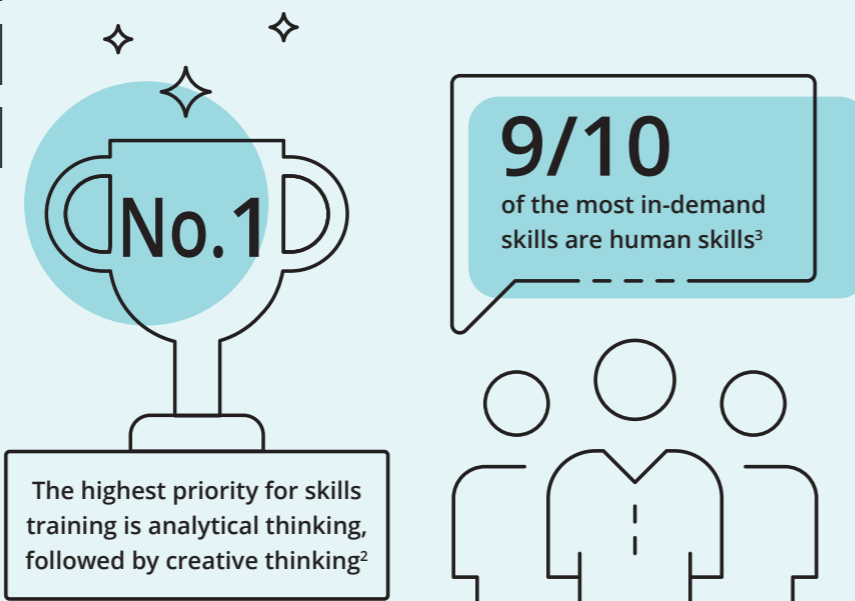 No.1
The highest priority for skills
training is analytical thinking,
followed by creative thinking²
9/10
of the most in-demand
skills are human skills³